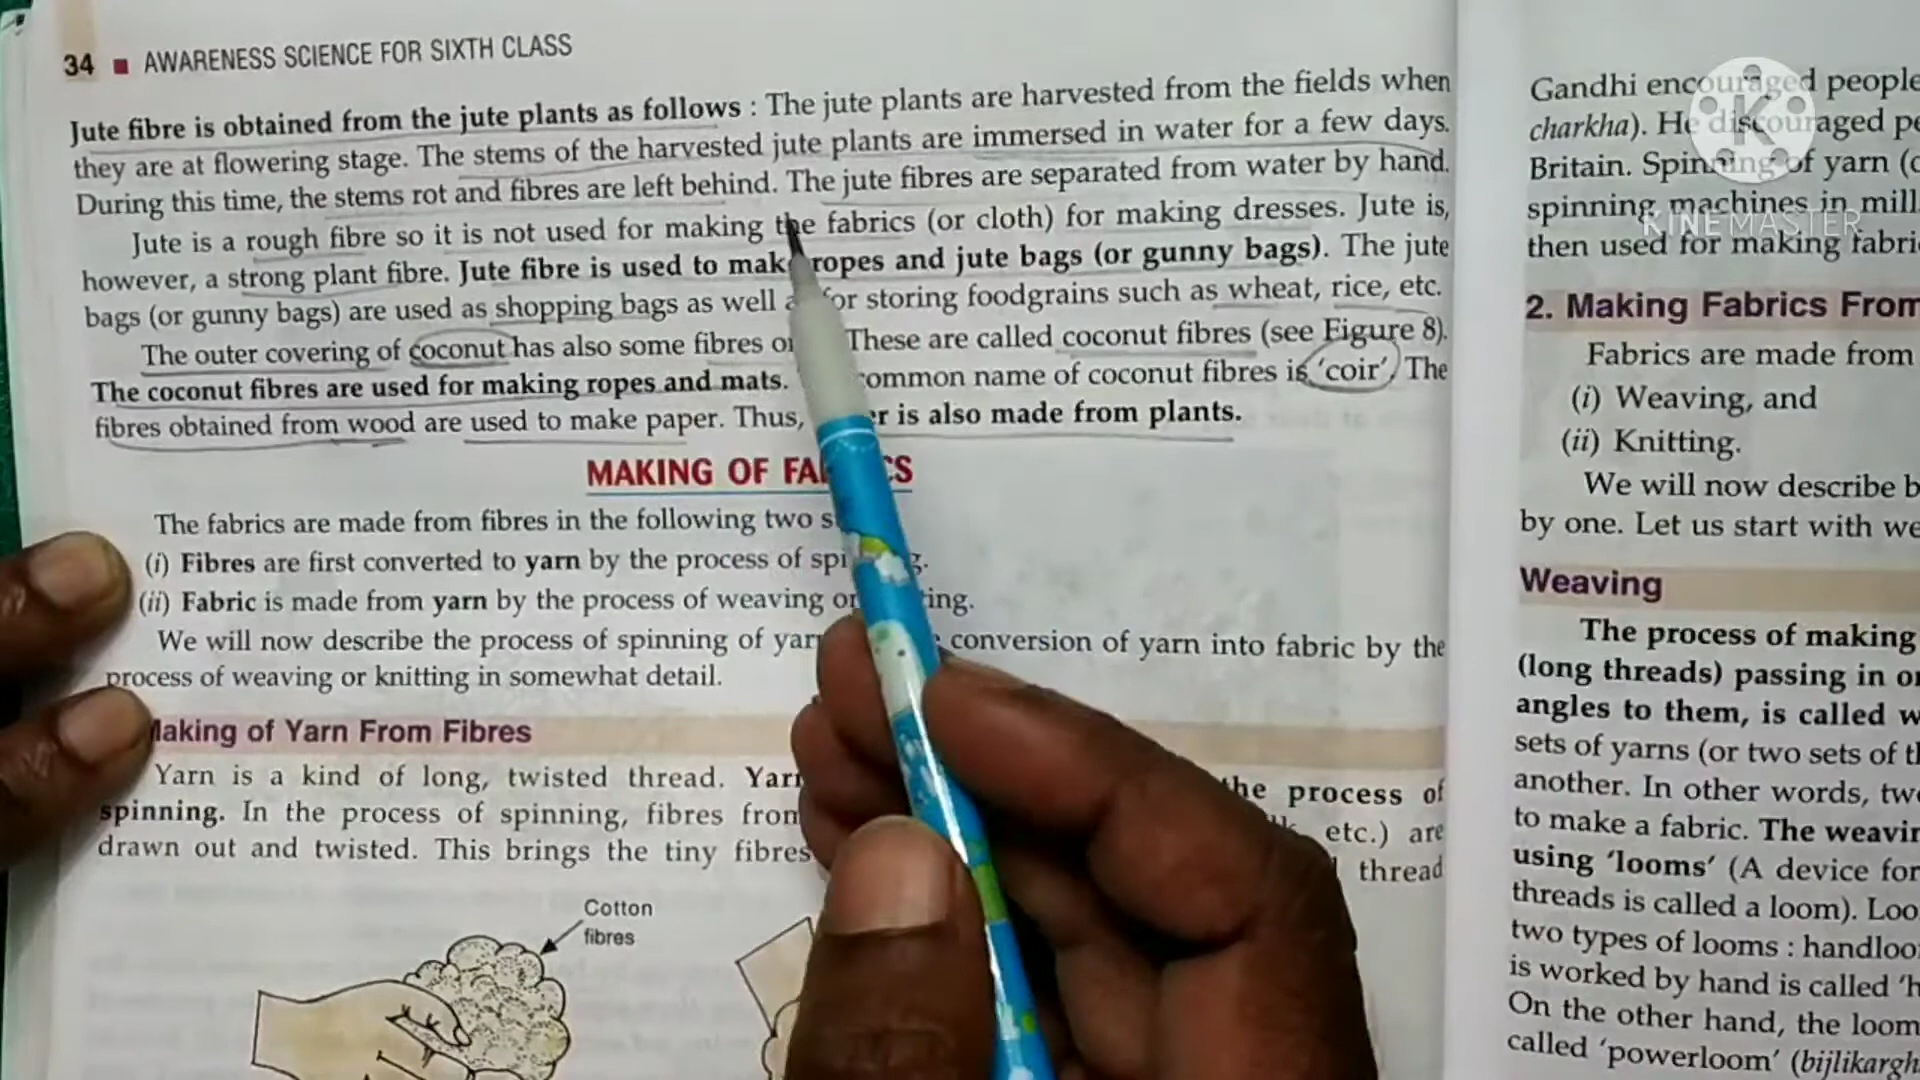 34 ■ AWARENESS SCIENCE FOR SIXTH CLASS
Jute fibre is obtained from the jute plants as follows : The jute plants are harvested from the fields when
they are at flowering stage. The stems of the harvested jute plants are immersed in water for a few days.
During this time, the stems rot and fibres are left behind. The jute fibres are separated from water by hand.
Jute is a rough fibre so it is not used for making the fabrics (or cloth) for making dresses. Jute is,
however, a strong plant fibre. Jute fibre is used to make ropes and jute bags (or gunny bags). The jute
bags (or gunny bags) are used as shopping bags as well for storing foodgrains such as wheat, rice, etc.
The outer covering of coconut has also some fibres These are called coconut fibres (see Figure 8).
The coconut fibres are used for making ropes and mats. common name of coconut fibres is 'coir'. The
fibres obtained from wood are used to make paper. Thus, is also made from plants.
MAKING OF FABRICS
The fabrics are made from fibres in the following two
(i) Fibres are first converted to yarn by the process of
(ii) Fabric is made from yarn by the process of weaving
We will now describe the process of spinning of conversion of yarn into fabric by the
process of weaving or knitting in somewhat detail.
Making of Yarn From Fibres
Yarn is a kind of long, twisted thread. Yarn the process of
spinning. In the process of spinning, fibres from etc.) are
drawn out and twisted. This brings the tiny fibres thread
Cotton
fibres
Gandhi encouraged people
charkha). He discouraged
Britain. Spinning of yarn
spinning machines in
then used for making
2. Making Fabrics From
Fabrics are made from
(i) Weaving, and
(ii) Knitting.
We will now describe
by one. Let us start with
Weaving
The process of making
(long threads) passing in
angles to them, is called
sets of yarns (or two sets of
another. In other words,
to make a fabric. The
using 'looms' (A device for
threads is called a loom).
two types of looms :
is worked by hand is called
On the other hand, the loom
called 'powerloom'
K
KINEMASTER